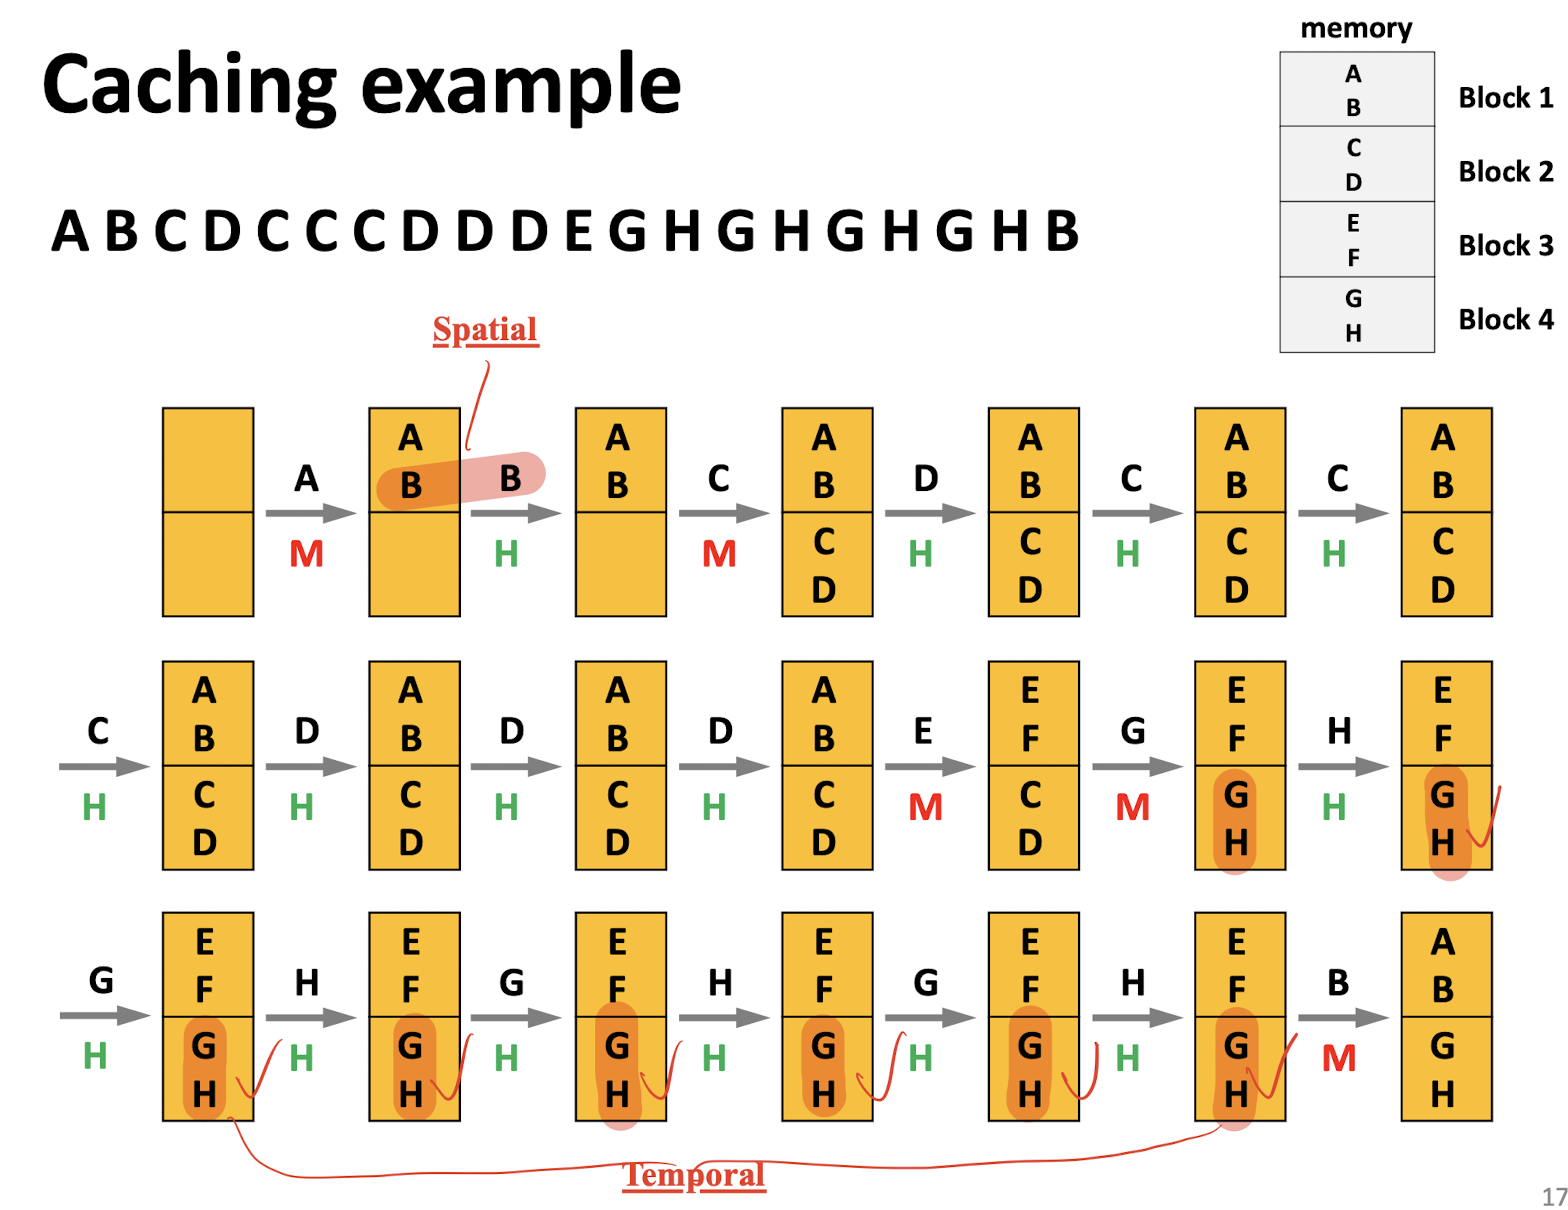 Caching example
memory
A
B
Block 1
C
D
Block 2
E
F
Block 3
G
H
Block 4
A B C D C C C D D D E G H G H G H G H B
Spatial
A A A A A A
A B C D C C
B B B B B B
M H M H H H
C C C C
D D D D
A A A A E E E
C D D D E G H
B B B B F F F
H H H H M M H
C C C C C G G
D D D D D H H
E E E E E E A
G H G H G H B
F F F F F F B
H H H H H H M
G G G G G G G
H H H H H H H
Temporal
17